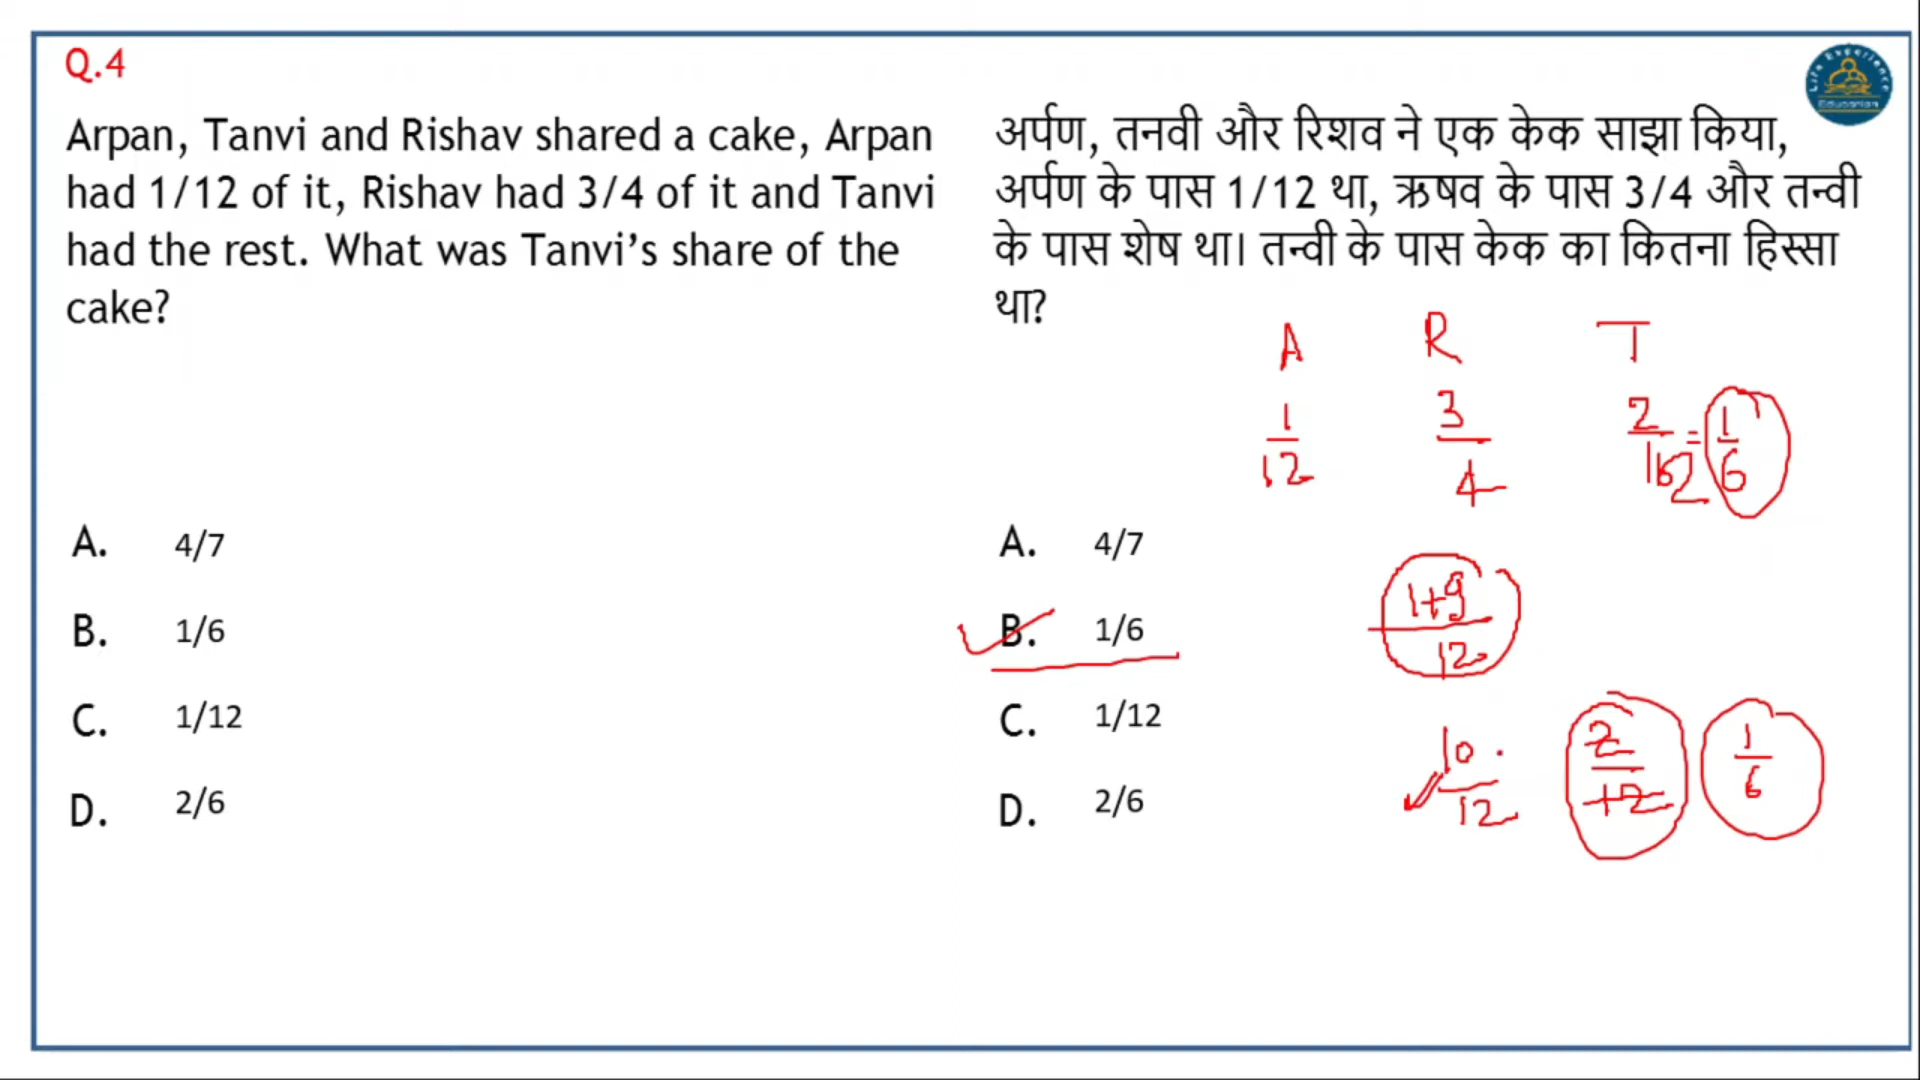 Q.4
Life Experience
Education
Arpan, Tanvi and Rishav shared a cake, Arpan
had 1/12 of it, Rishav had 3/4 of it and Tanvi
had the rest. What was Tanvi’s share of the
cake?
A. 4/7
B. 1/6
C. 1/12
D. 2/6
अर्पण, तनवी और रिशव ने एक केक साझा किया,
अर्पण के पास 1/12 था, ऋषव के पास 3/4 और तन्वी
के पास शेष था। तन्वी के पास केक का कितना हिस्सा
था?
A R T
1/12 3/4 2/12 = 1/6
A. 4/7
B. 1/6
C. 1/12
D. 2/6
1+9/12
10/12 2/12 1/6